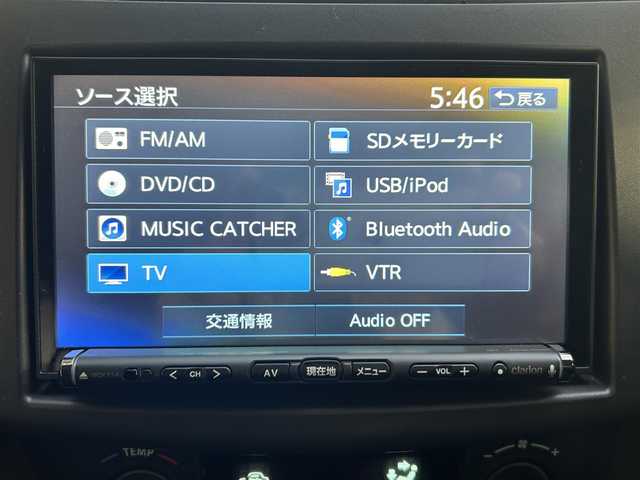 ソース選択 5:46 戻る
FM/AM SDメモリーカード
DVD/CD USB/iPod
MUSIC CATCHER Bluetooth Audio
TV VTR
交通情報 Audio OFF
< CH > AV 現在地 メニュー − VOL + clarion
TEMP − +